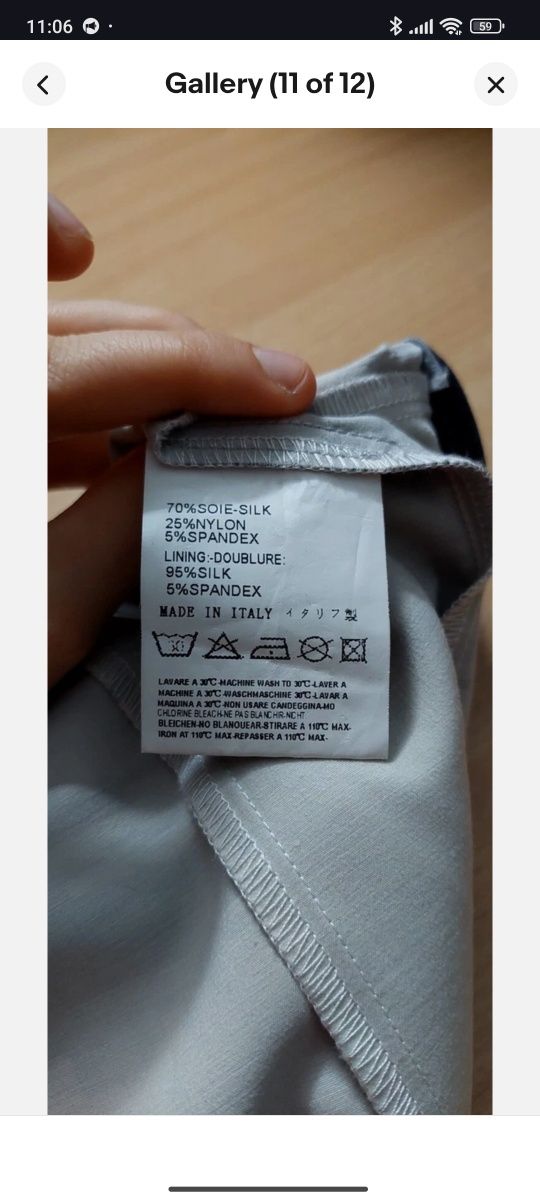 11:06
59
Gallery (11 of 12)
70%SOIE-SILK
25%NYLON
5%SPANDEX
LINING:-DOUBLURE:
95%SILK
5%SPANDEX
MADE IN ITALY イタリフ製
LAVARE A 30℃-MACHINE WASH TO 30℃-LAVER A
MACHINE A 30℃-WASCHMASCHINE 30℃-LAVAR A
MAQUINA A 30℃-NON USARE CANDEGGINA-MO
CHLORINE BLEACH-NE PAS BLANCHIR-NICHT
BLEICHEN-NO BLANOUEAR-STIRARE A 110℃ MAX-
IRON AT 110℃ MAX-REPASSER A 110℃ MAX-